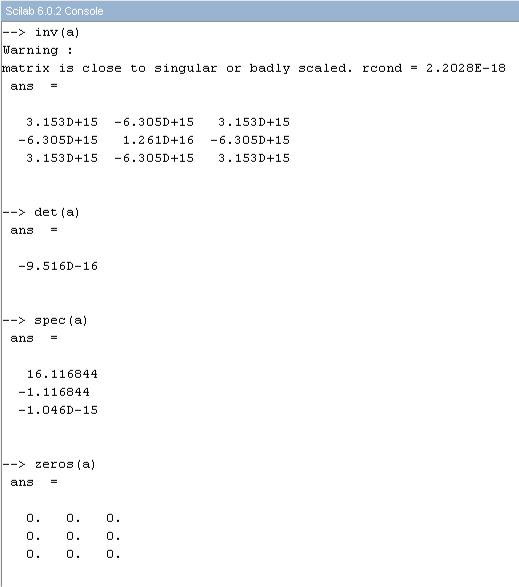 Scilab 6.0.2 Console
--> inv(a)
Warning :
matrix is close to singular or badly scaled. rcond = 2.2028E-18
ans =
3.153D+15 -6.305D+15 3.153D+15
-6.305D+15 1.261D+16 -6.305D+15
3.153D+15 -6.305D+15 3.153D+15
--> det(a)
ans =
-9.516D-16
--> spec(a)
ans =
16.116844
-1.116844
-1.046D-15
--> zeros(a)
ans =
0. 0. 0.
0. 0. 0.
0. 0. 0.